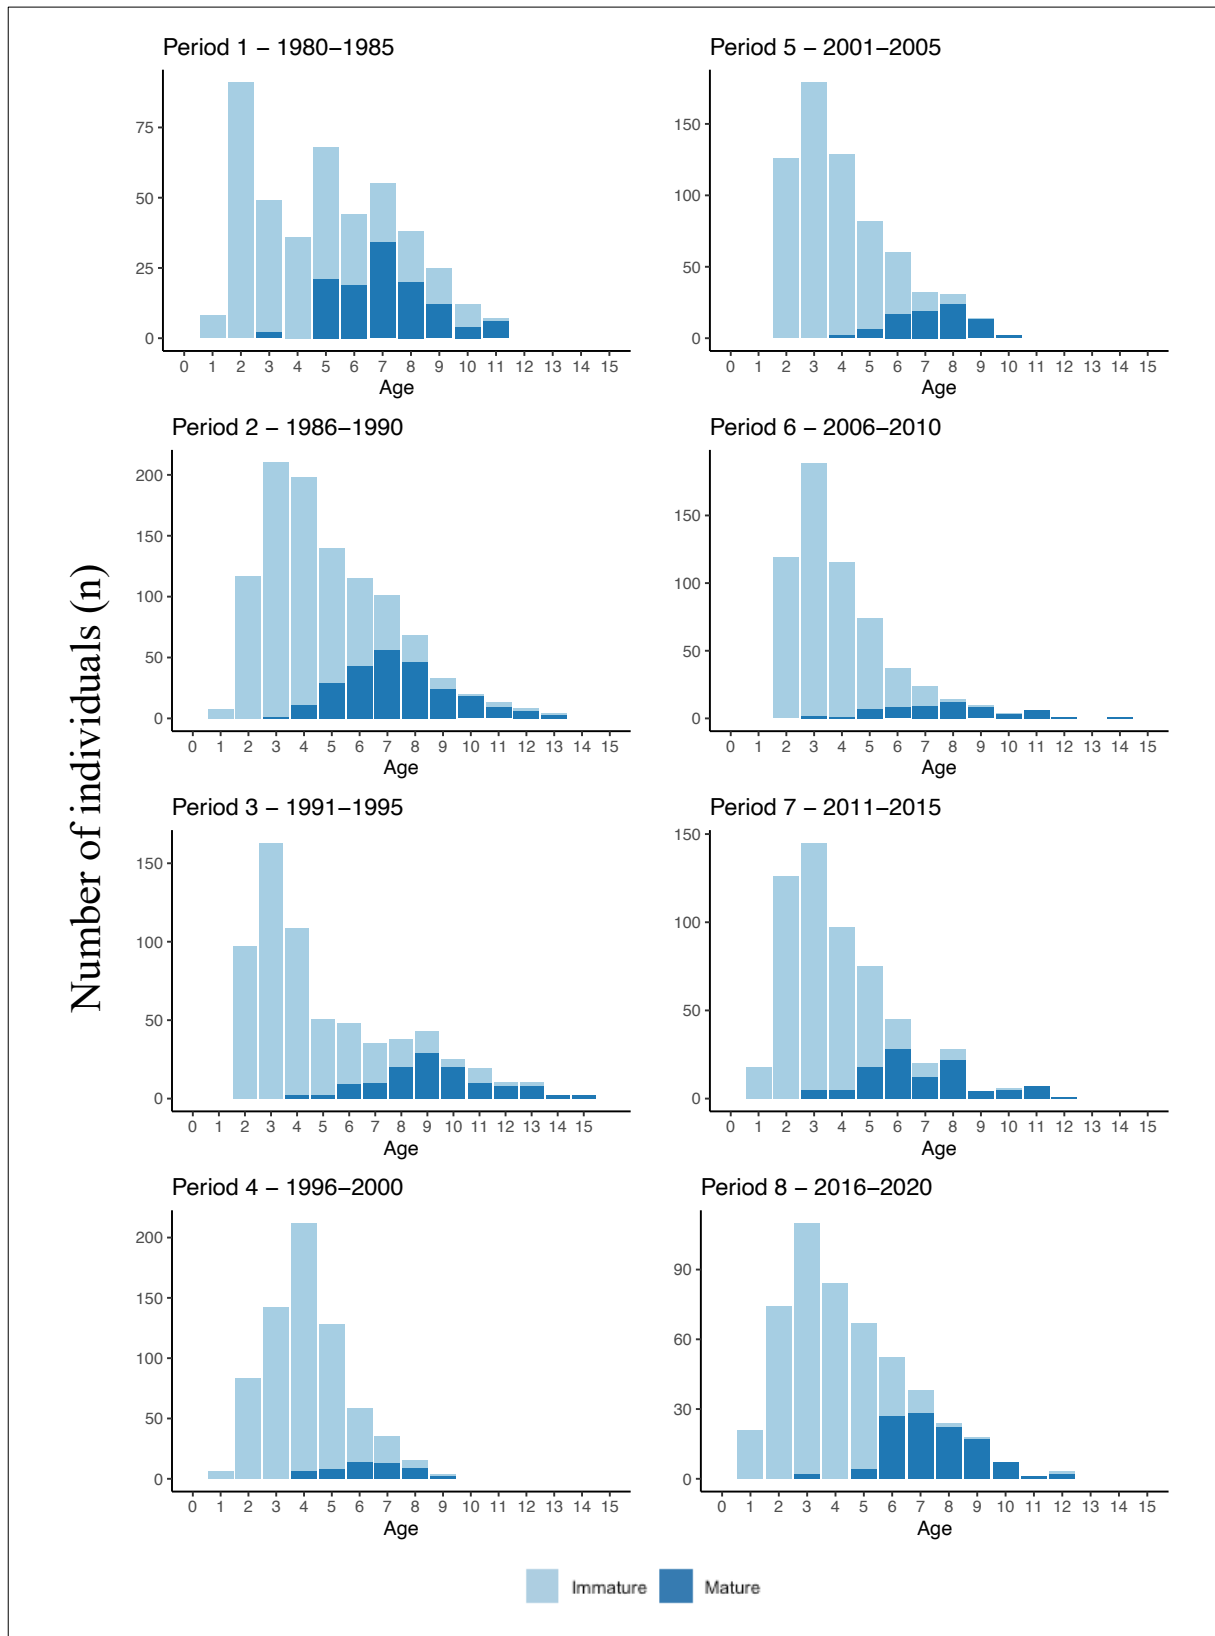 Number of individuals (n)
Period 1 – 1980–1985
75
50
25
0
0 1 2 3 4 5 6 7 8 9 10 11 12 13 14 15
Age
Period 5 – 2001–2005
150
100
50
0
0 1 2 3 4 5 6 7 8 9 10 11 12 13 14 15
Age
Period 2 – 1986–1990
200
150
100
50
0
0 1 2 3 4 5 6 7 8 9 10 11 12 13 14 15
Age
Period 6 – 2006–2010
150
100
50
0
0 1 2 3 4 5 6 7 8 9 10 11 12 13 14 15
Age
Period 3 – 1991–1995
150
100
50
0
0 1 2 3 4 5 6 7 8 9 10 11 12 13 14 15
Age
Period 7 – 2011–2015
150
100
50
0
0 1 2 3 4 5 6 7 8 9 10 11 12 13 14 15
Age
Period 4 – 1996–2000
200
150
100
50
0
0 1 2 3 4 5 6 7 8 9 10 11 12 13 14 15
Age
Period 8 – 2016–2020
90
60
30
0
0 1 2 3 4 5 6 7 8 9 10 11 12 13 14 15
Age
Immature Mature